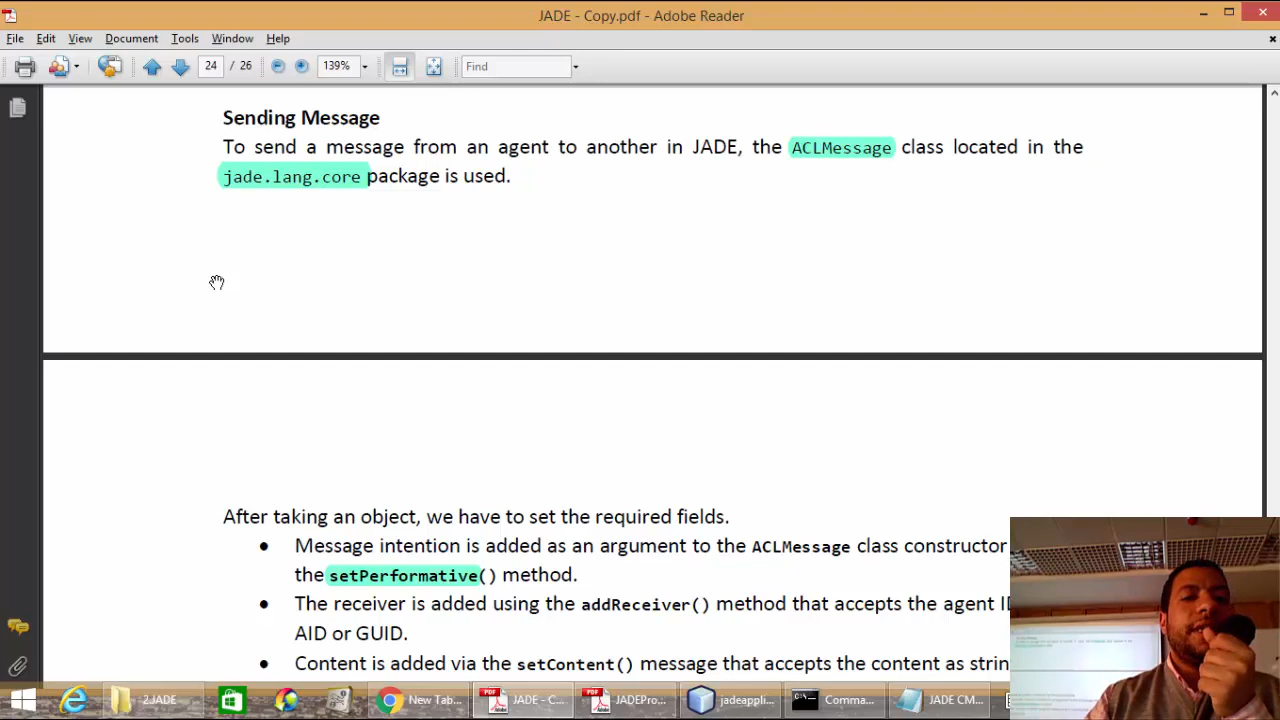 JADE - Copy.pdf - Adobe Reader
File Edit View Document Tools Window Help
24 / 26 139% Find
Sending Message
To send a message from an agent to another in JADE, the ACLMessage class located in the
jade.lang.core package is used.
After taking an object, we have to set the required fields.
• Message intention is added as an argument to the ACLMessage class constructor
the setPerformative() method.
• The receiver is added using the addReceiver() method that accepts the agent ID
AID or GUID.
• Content is added via the setContent() message that accepts the content as strin
2JADE New Tab... JADE - C... JADEPro... jadeappli... Comma... JADE CM...